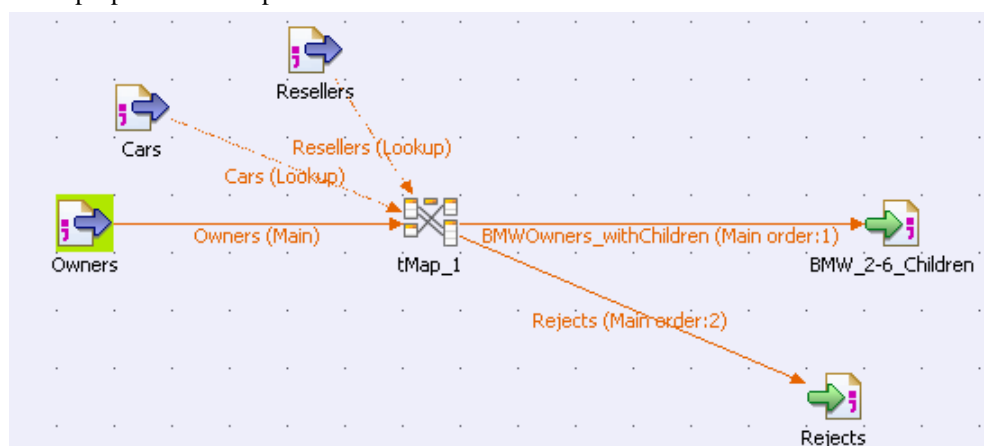 Resellers
Cars
Resellers (Lookup)
Cars (Lookup)
Owners (Main)
BMWOwners_withChildren (Main order:1)
Owners
tMap_1
BMW_2-6_Children
Rejects (Main order:2)
Rejects